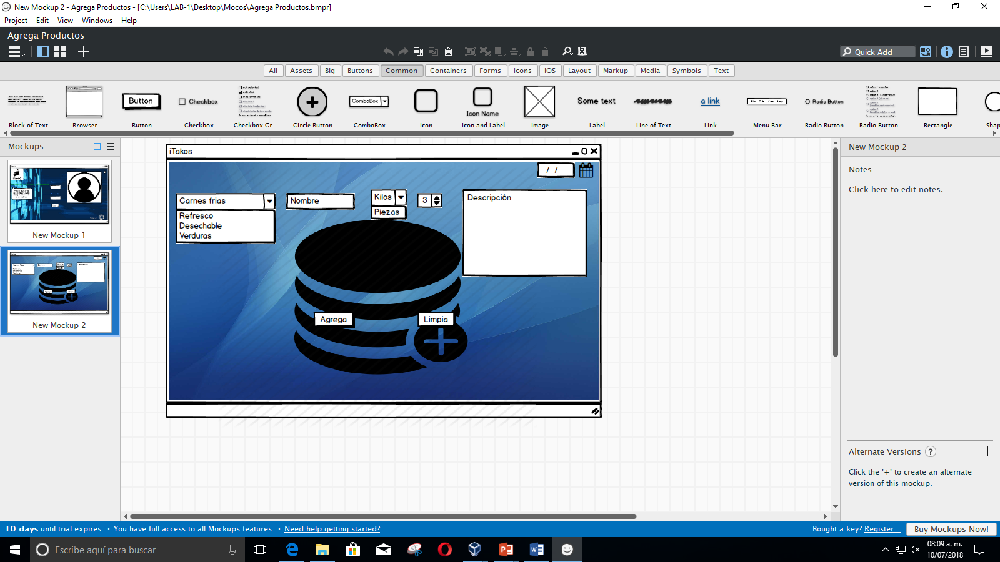 New Mockup 2 - Agrega Productos - [C:\Users\LAB-1\Desktop\Mocos\Agrega Productos.bmpr]
Project Edit View Windows Help
Agrega Productos
Quick Add
All Assets Big Buttons Common Containers Forms Icons iOS Layout Markup Media Symbols Text
Button
Checkbox
ComboBox
Icon Name
Some text
a link
File Edit View Help
Radio Button
Block of Text Browser Button Checkbox Checkbox Gr... Circle Button ComboBox Icon Icon and Label Image Label Line of Text Link Menu Bar Radio Button Radio Button... Rectangle Shap
Mockups
New Mockup 1
New Mockup 2
iTakos
/ /
Carnes frias
Refresco
Desechable
Verduras
Nombre
Kilos
Piezas
3
Descripción
Agrega
Limpia
New Mockup 2
Notes
Click here to edit notes.
Alternate Versions ?
Click the '+' to create an alternate
version of this mockup.
10 days until trial expires. · You have full access to all Mockups features. · Need help getting started?
Bought a key? Register... Buy Mockups Now!
Escribe aquí para buscar
08:09 a. m.
10/07/2018